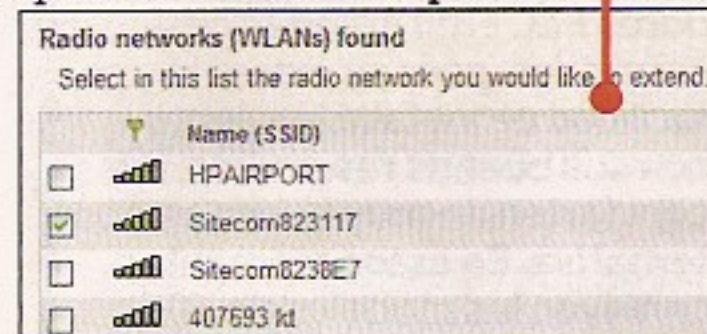 Radio networks (WLANs) found
Select in this list the radio network you would like to extend.
Name (SSID)
HPAIRPORT
Sitecom823117
Sitecom8238E7
407693 kt